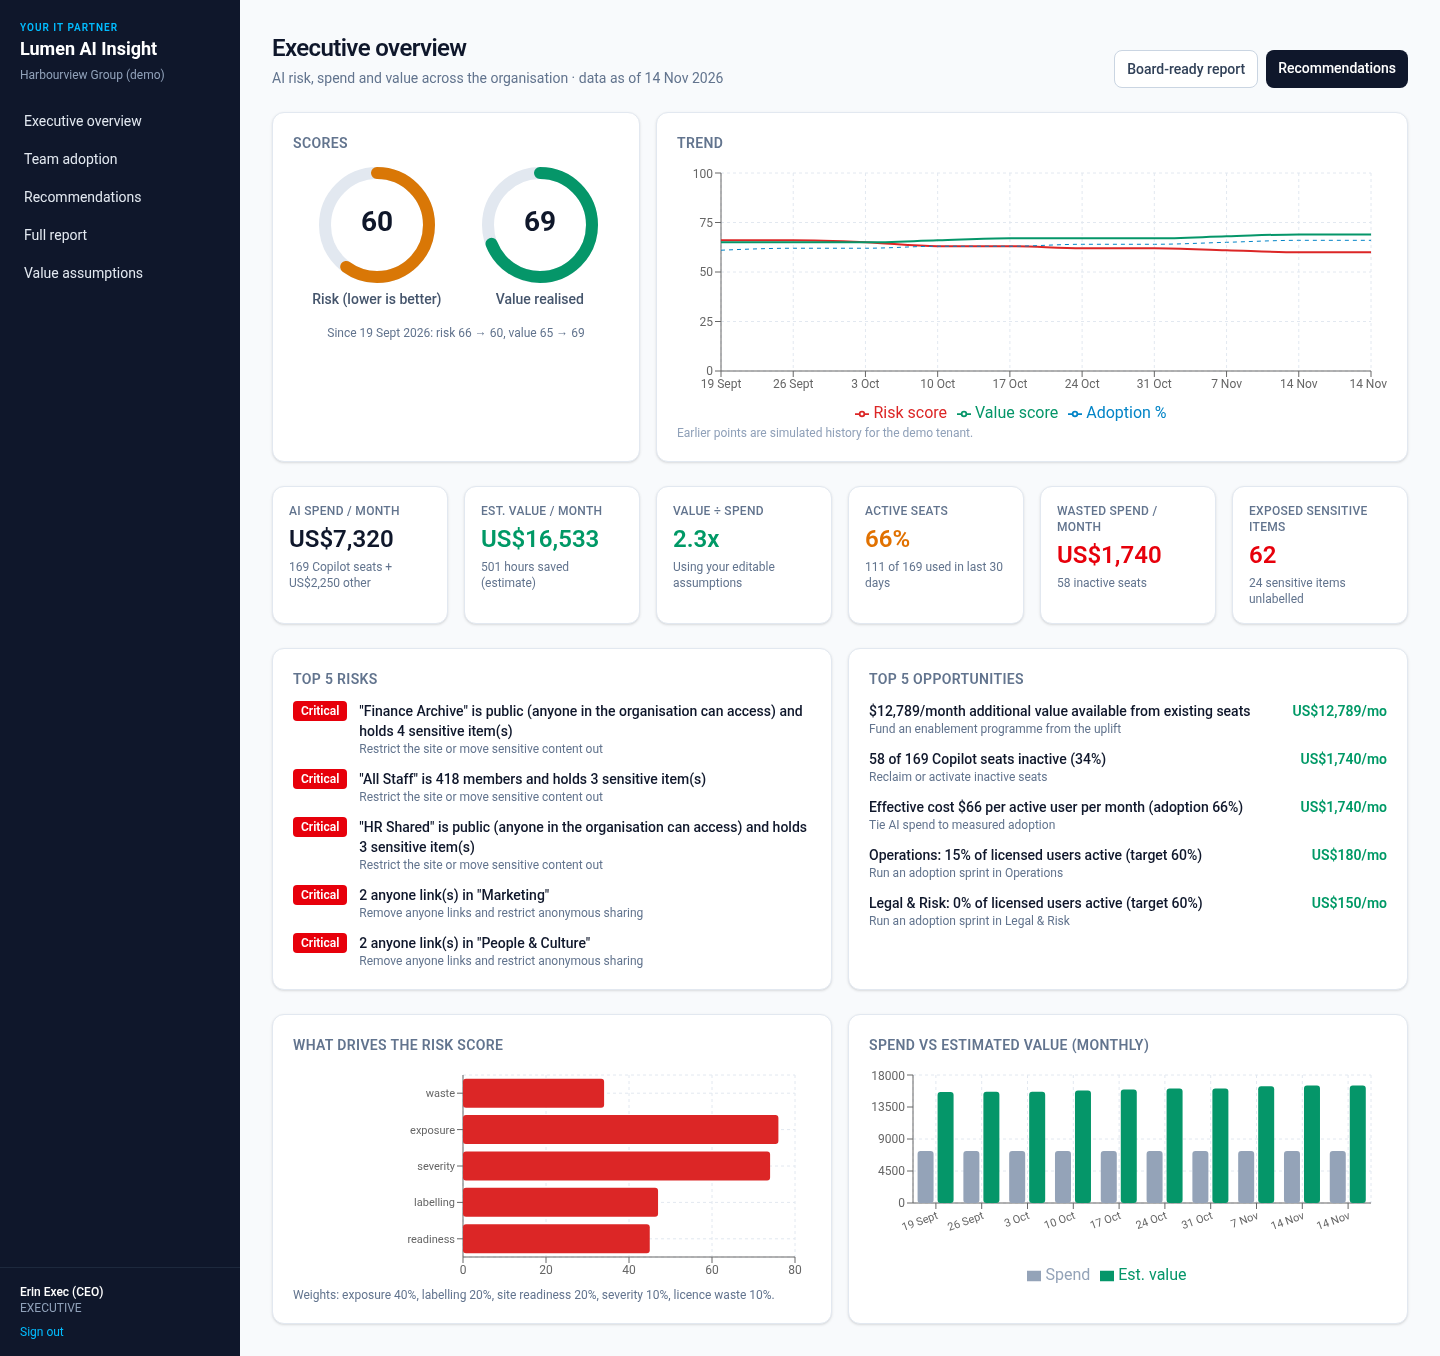 YOUR IT PARTNER
Lumen AI Insight
Harbourview Group (demo)
Executive overview
Team adoption
Recommendations
Full report
Value assumptions
Erin Exec (CEO)
EXECUTIVE
Sign out
Executive overview
AI risk, spend and value across the organisation · data as of 14 Nov 2026
Board-ready report
Recommendations
SCORES
60
69
Risk (lower is better)
Value realised
Since 19 Sept 2026: risk 66 → 60, value 65 → 69
TREND
100
75
50
25
0
19 Sept
26 Sept
3 Oct
10 Oct
17 Oct
24 Oct
31 Oct
7 Nov
14 Nov
14 Nov
Risk score
Value score
Adoption %
Earlier points are simulated history for the demo tenant.
AI SPEND / MONTH
US$7,320
169 Copilot seats +
US$2,250 other
EST. VALUE / MONTH
US$16,533
501 hours saved
(estimate)
VALUE ÷ SPEND
2.3x
Using your editable
assumptions
ACTIVE SEATS
66%
111 of 169 used in last 30
days
WASTED SPEND /
MONTH
US$1,740
58 inactive seats
EXPOSED SENSITIVE
ITEMS
62
24 sensitive items
unlabelled
TOP 5 RISKS
Critical
"Finance Archive" is public (anyone in the organisation can access) and
holds 4 sensitive item(s)
Restrict the site or move sensitive content out
Critical
"All Staff" is 418 members and holds 3 sensitive item(s)
Restrict the site or move sensitive content out
Critical
"HR Shared" is public (anyone in the organisation can access) and holds
3 sensitive item(s)
Restrict the site or move sensitive content out
Critical
2 anyone link(s) in "Marketing"
Remove anyone links and restrict anonymous sharing
Critical
2 anyone link(s) in "People & Culture"
Remove anyone links and restrict anonymous sharing
TOP 5 OPPORTUNITIES
$12,789/month additional value available from existing seats
US$12,789/mo
Fund an enablement programme from the uplift
58 of 169 Copilot seats inactive (34%)
US$1,740/mo
Reclaim or activate inactive seats
Effective cost $66 per active user per month (adoption 66%)
US$1,740/mo
Tie AI spend to measured adoption
Operations: 15% of licensed users active (target 60%)
US$180/mo
Run an adoption sprint in Operations
Legal & Risk: 0% of licensed users active (target 60%)
US$150/mo
Run an adoption sprint in Legal & Risk
WHAT DRIVES THE RISK SCORE
waste
exposure
severity
labelling
readiness
0
20
40
60
80
Weights: exposure 40%, labelling 20%, site readiness 20%, severity 10%, licence waste 10%.
SPEND VS ESTIMATED VALUE (MONTHLY)
18000
13500
9000
4500
0
19 Sept
26 Sept
3 Oct
10 Oct
17 Oct
24 Oct
31 Oct
7 Nov
14 Nov
14 Nov
Spend
Est. value